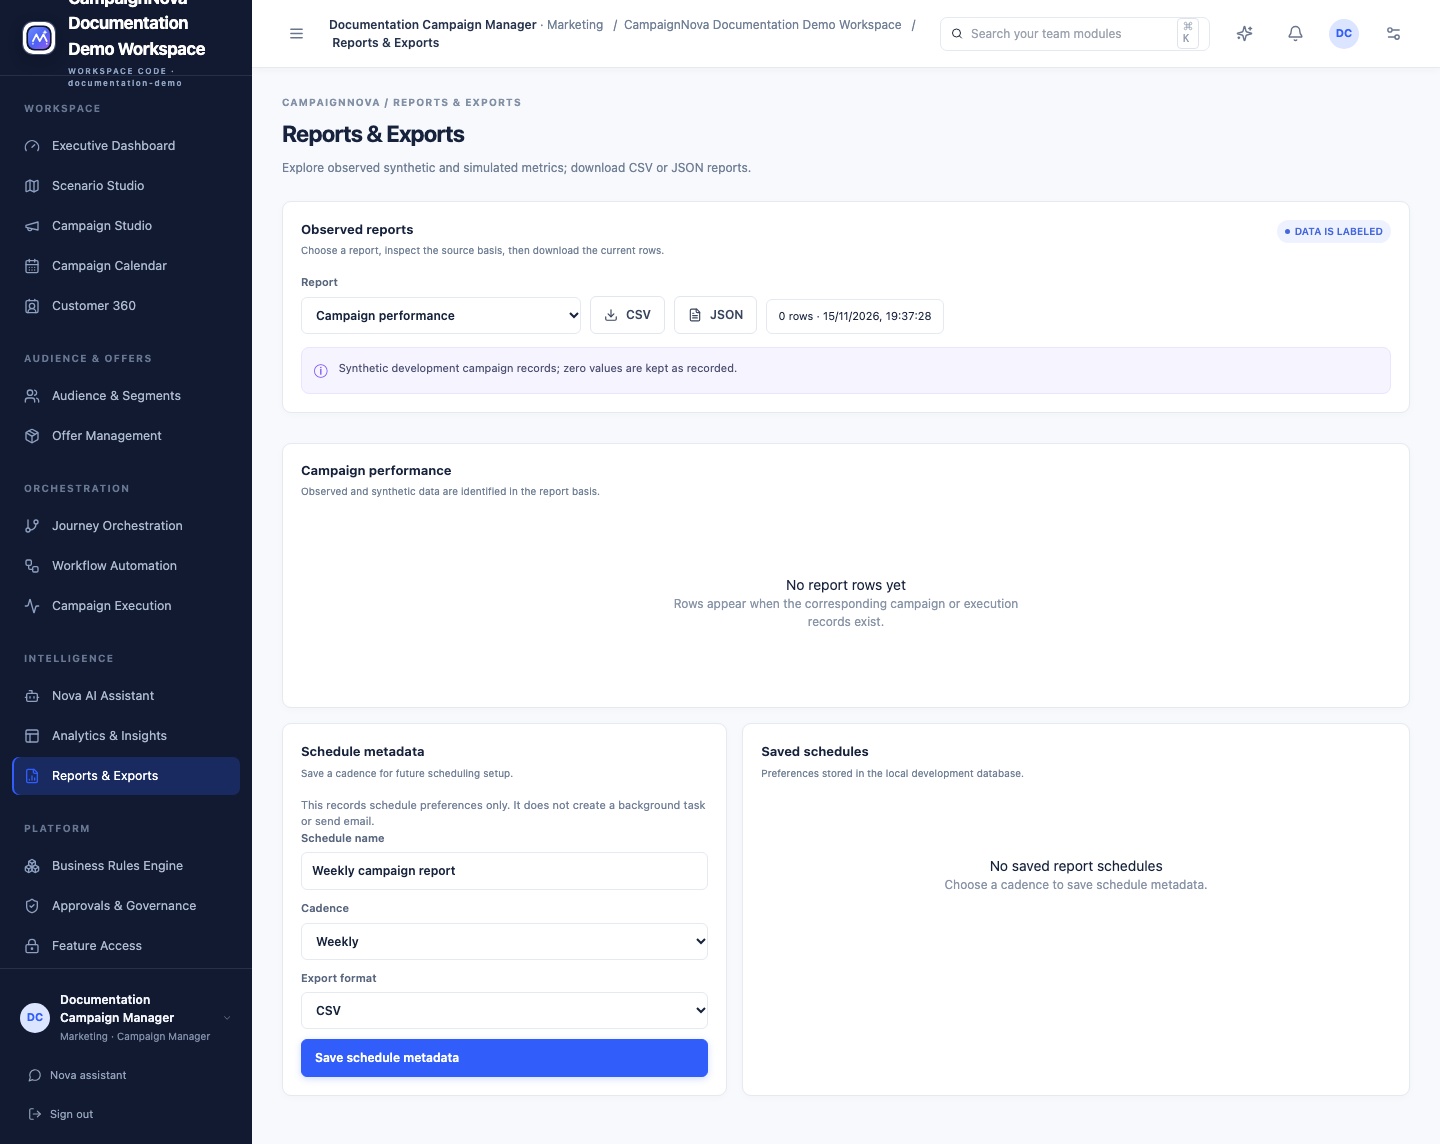 CampaignNova
Documentation
Demo Workspace
WORKSPACE CODE ·
documentation-demo
WORKSPACE
Executive Dashboard
Scenario Studio
Campaign Studio
Campaign Calendar
Customer 360
AUDIENCE & OFFERS
Audience & Segments
Offer Management
ORCHESTRATION
Journey Orchestration
Workflow Automation
Campaign Execution
INTELLIGENCE
Nova AI Assistant
Analytics & Insights
Reports & Exports
PLATFORM
Business Rules Engine
Approvals & Governance
Feature Access
DC
Documentation
Campaign Manager
Marketing · Campaign Manager
Nova assistant
Sign out
Documentation Campaign Manager · Marketing / CampaignNova Documentation Demo Workspace /
Reports & Exports
Search your team modules
⌘
K
DC
CAMPAIGNNOVA / REPORTS & EXPORTS
Reports & Exports
Explore observed synthetic and simulated metrics; download CSV or JSON reports.
Observed reports
DATA IS LABELED
Choose a report, inspect the source basis, then download the current rows.
Report
Campaign performance
CSV
JSON
0 rows · 15/11/2026, 19:37:28
Synthetic development campaign records; zero values are kept as recorded.
Campaign performance
Observed and synthetic data are identified in the report basis.
No report rows yet
Rows appear when the corresponding campaign or execution
records exist.
Schedule metadata
Save a cadence for future scheduling setup.
This records schedule preferences only. It does not create a background task
or send email.
Schedule name
Weekly campaign report
Cadence
Weekly
Export format
CSV
Save schedule metadata
Saved schedules
Preferences stored in the local development database.
No saved report schedules
Choose a cadence to save schedule metadata.